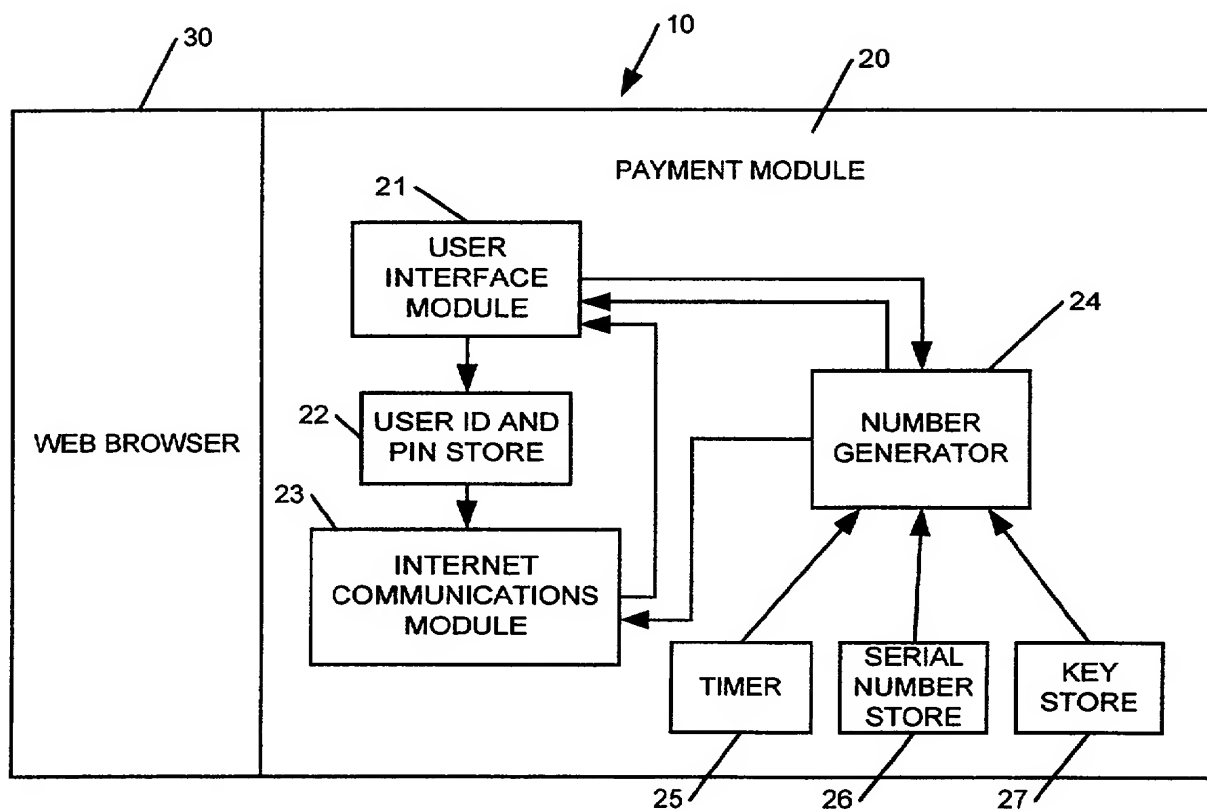 30
10
20
PAYMENT MODULE
21
USER
INTERFACE
MODULE
24
22
USER ID AND
PIN STORE
NUMBER
GENERATOR
WEB BROWSER
23
INTERNET
COMMUNICATIONS
MODULE
TIMER
SERIAL
NUMBER
STORE
KEY
STORE
25
26
27